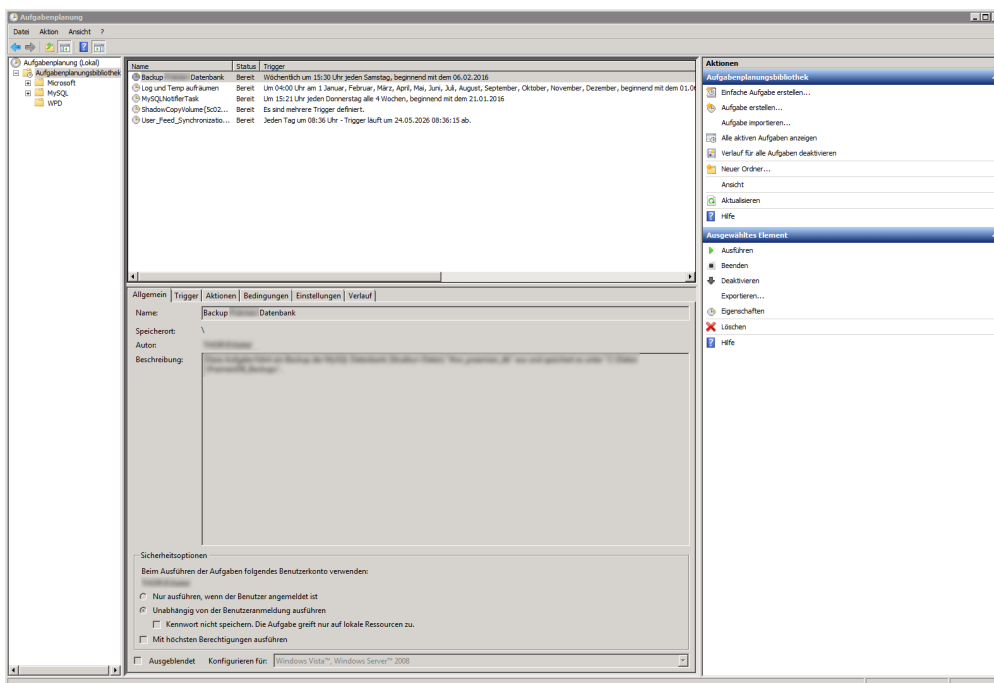 Aufgabenplanung
Datei Aktion Ansicht ?
Aufgabenplanung (Lokal)
Aufgabenplanungsbibliothek
Microsoft
MySQL
WPD
Name Status Trigger
Backup Datenbank Bereit Wöchentlich um 15:30 Uhr jeden Samstag, beginnend mit dem 06.02.2016
Log und Temp aufräumen Bereit Um 04:00 Uhr am 1 Januar, Februar, März, April, Mai, Juni, Juli, August, September, Oktober, November, Dezember, beginnend mit dem 01.0
MySQLNotifierTask Bereit Um 15:21 Uhr jeden Donnerstag alle 4 Wochen, beginnend mit dem 21.01.2016
ShadowCopyVolume{5c02... Bereit Es sind mehrere Trigger definiert.
User_Feed_Synchronizatio... Bereit Jeden Tag um 08:36 Uhr - Trigger läuft um 24.05.2026 08:36:15 ab.
Allgemein Trigger Aktionen Bedingungen Einstellungen Verlauf
Name: Backup Datenbank
Speicherort: \
Autor:
Beschreibung:
Sicherheitsoptionen
Beim Ausführen der Aufgaben folgendes Benutzerkonto verwenden:
Nur ausführen, wenn der Benutzer angemeldet ist
Unabhängig von der Benutzeranmeldung ausführen
Kennwort nicht speichern. Die Aufgabe greift nur auf lokale Ressourcen zu.
Mit höchsten Berechtigungen ausführen
Ausgeblendet Konfigurieren für: Windows Vista™, Windows Server™ 2008
Aktionen
Aufgabenplanungsbibliothek
Einfache Aufgabe erstellen...
Aufgabe erstellen...
Aufgabe importieren...
Alle aktiven Aufgaben anzeigen
Verlauf für alle Aufgaben deaktivieren
Neuer Ordner...
Ansicht
Aktualisieren
Hilfe
Ausgewähltes Element
Ausführen
Beenden
Deaktivieren
Exportieren...
Eigenschaften
Löschen
Hilfe